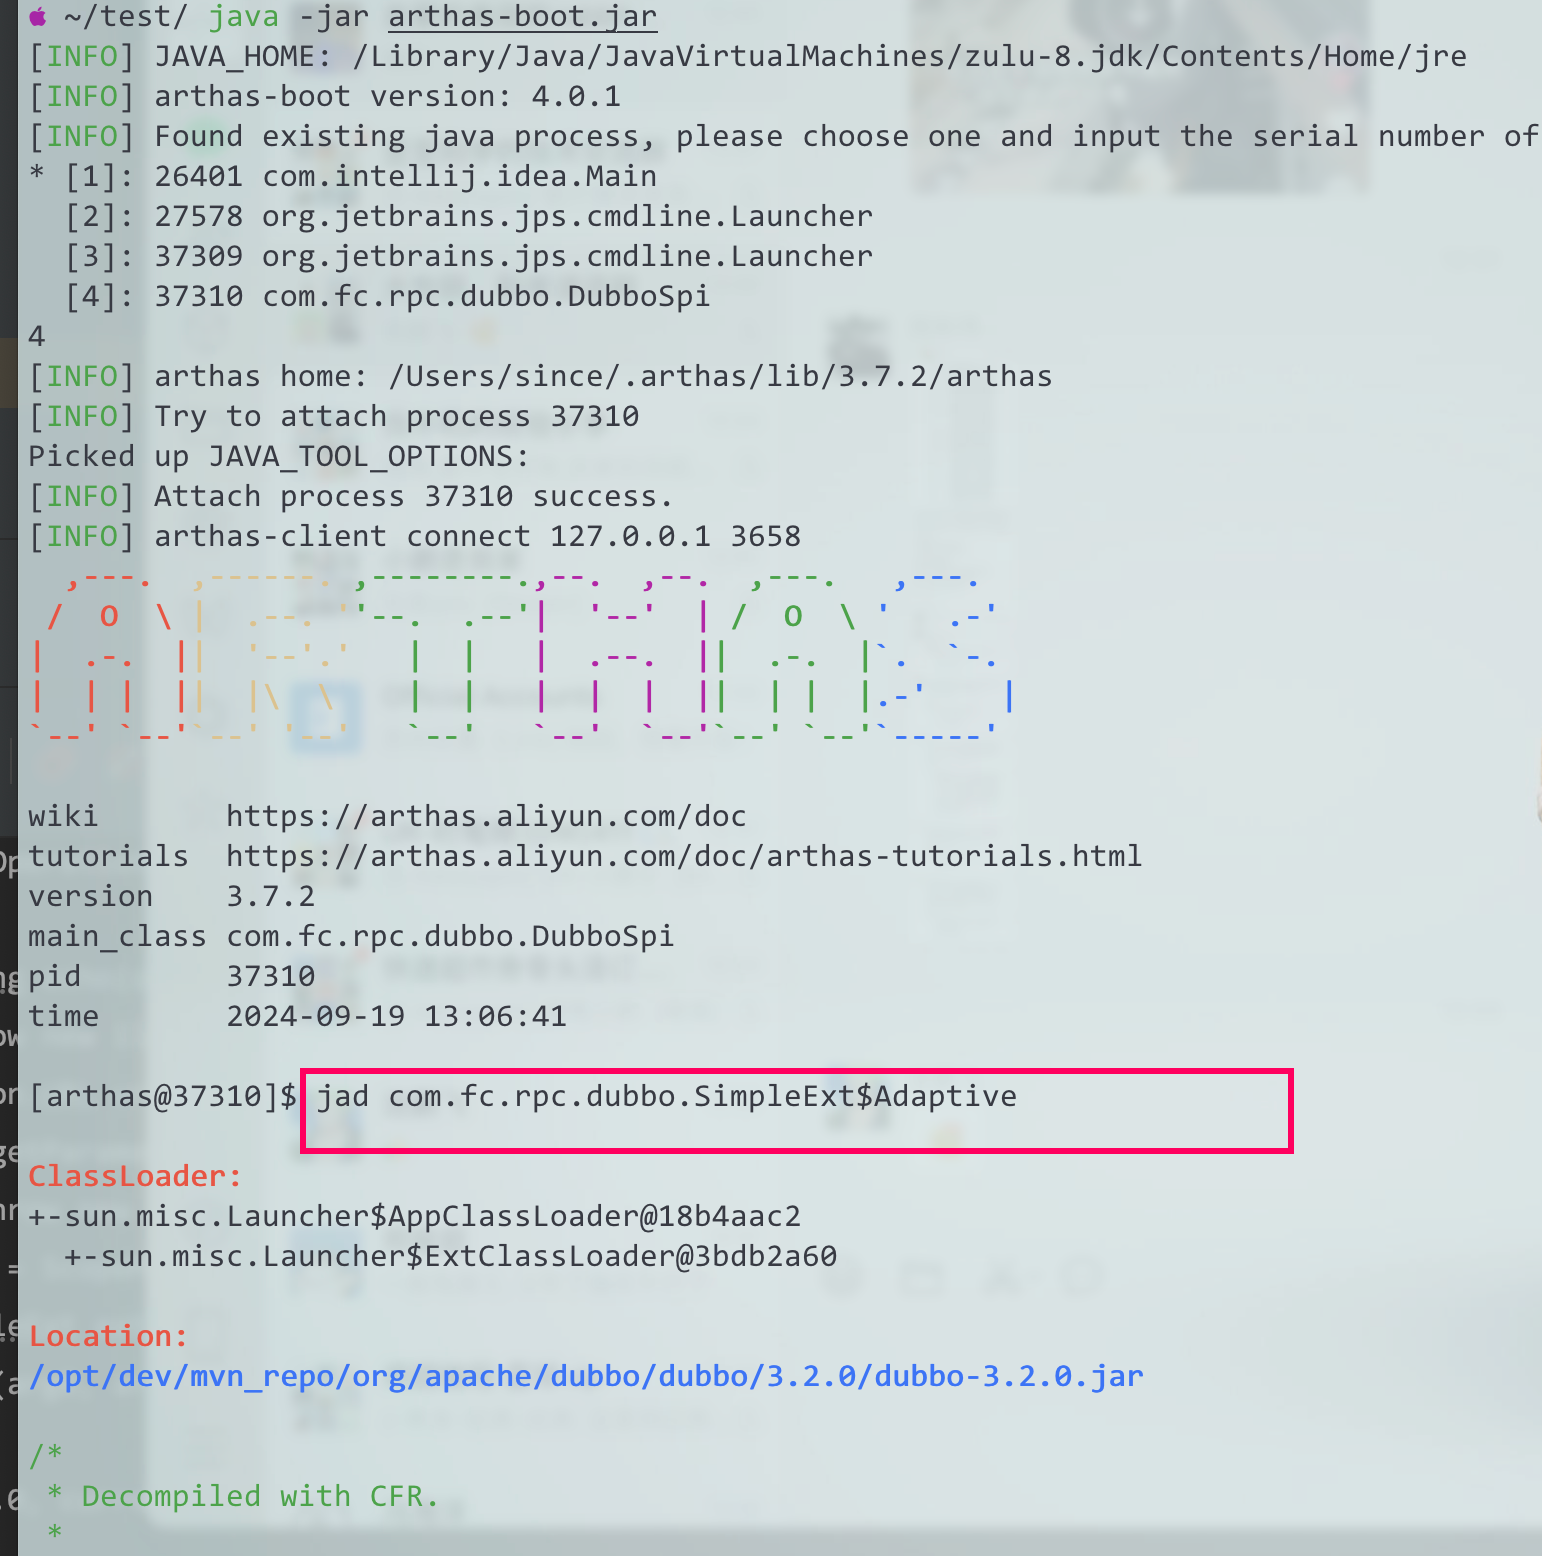 ~/test/ java -jar arthas-boot.jar
[INFO] JAVA_HOME: /Library/Java/JavaVirtualMachines/zulu-8.jdk/Contents/Home/jre
[INFO] arthas-boot version: 4.0.1
[INFO] Found existing java process, please choose one and input the serial number of
* [1]: 26401 com.intellij.idea.Main
[2]: 27578 org.jetbrains.jps.cmdline.Launcher
[3]: 37309 org.jetbrains.jps.cmdline.Launcher
[4]: 37310 com.fc.rpc.dubbo.DubboSpi
4
[INFO] arthas home: /Users/since/.arthas/lib/3.7.2/arthas
[INFO] Try to attach process 37310
Picked up JAVA_TOOL_OPTIONS:
[INFO] Attach process 37310 success.
[INFO] arthas-client connect 127.0.0.1 3658
ARTHAS
wiki https://arthas.aliyun.com/doc
tutorials https://arthas.aliyun.com/doc/arthas-tutorials.html
version 3.7.2
main_class com.fc.rpc.dubbo.DubboSpi
pid 37310
time 2024-09-19 13:06:41
[arthas@37310]$ jad com.fc.rpc.dubbo.SimpleExt$Adaptive
ClassLoader:
+-sun.misc.Launcher$AppClassLoader@18b4aac2
+-sun.misc.Launcher$ExtClassLoader@3bdb2a60
Location:
/opt/dev/mvn_repo/org/apache/dubbo/dubbo/3.2.0/dubbo-3.2.0.jar
/*
* Decompiled with CFR.
*